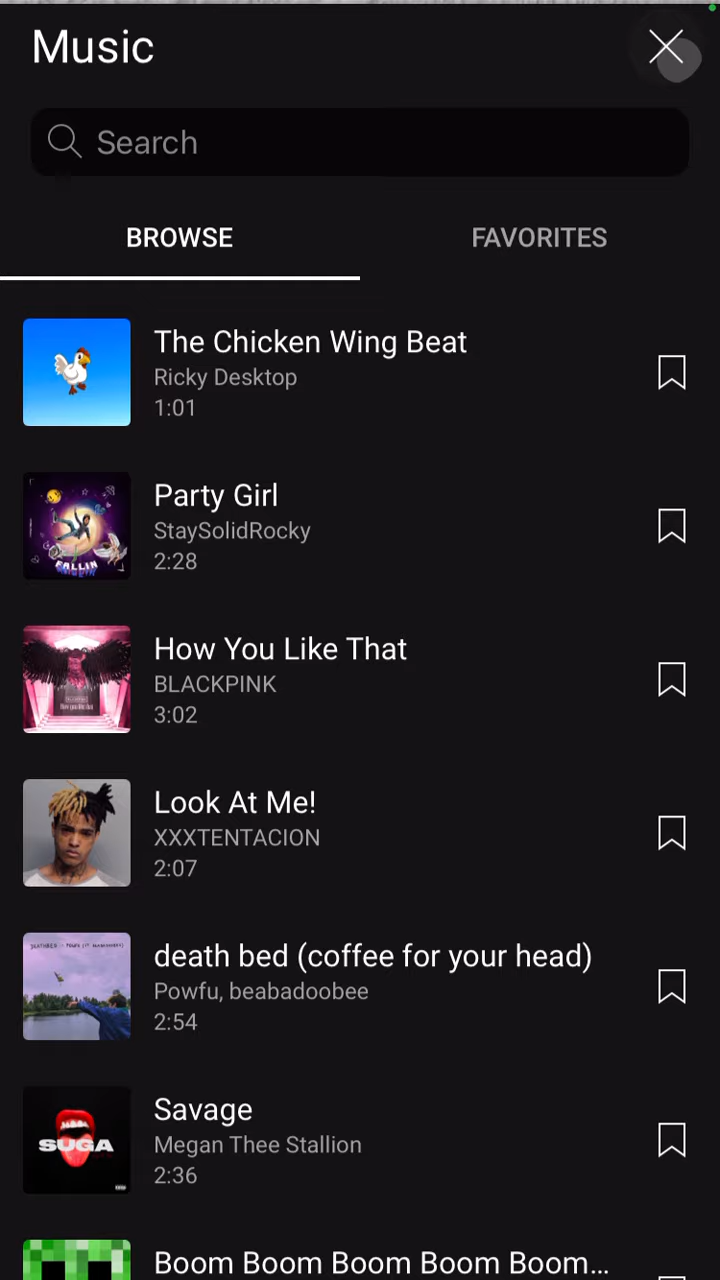 Music
Search
BROWSE
FAVORITES
The Chicken Wing Beat
Ricky Desktop
1:01
Party Girl
StaySolidRocky
2:28
FALLIN
How You Like That
BLACKPINK
3:02
Look At Me!
XXXTENTACION
2:07
death bed (coffee for your head)
Powfu, beabadoobee
2:54
Savage
Megan Thee Stallion
2:36
SUGA
Boom Boom Boom Boom Boom...